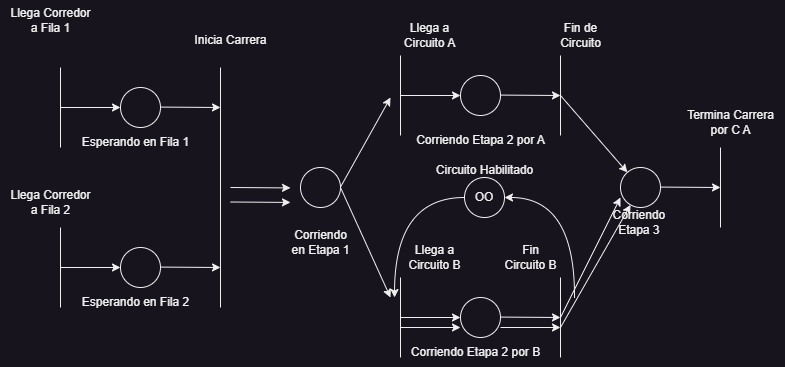 Llega Corredor
a Fila 1
Inicia Carrera
Esperando en Fila 1
Llega Corredor
a Fila 2
Esperando en Fila 2
Corriendo
en Etapa 1
Llega a
Circuito A
Fin de
Circuito
Corriendo Etapa 2 por A
Circuito Habilitado
OO
Llega a
Circuito B
Fin
Circuito B
Corriendo Etapa 2 por B
Corriendo
Etapa 3
Termina Carrera
por C A